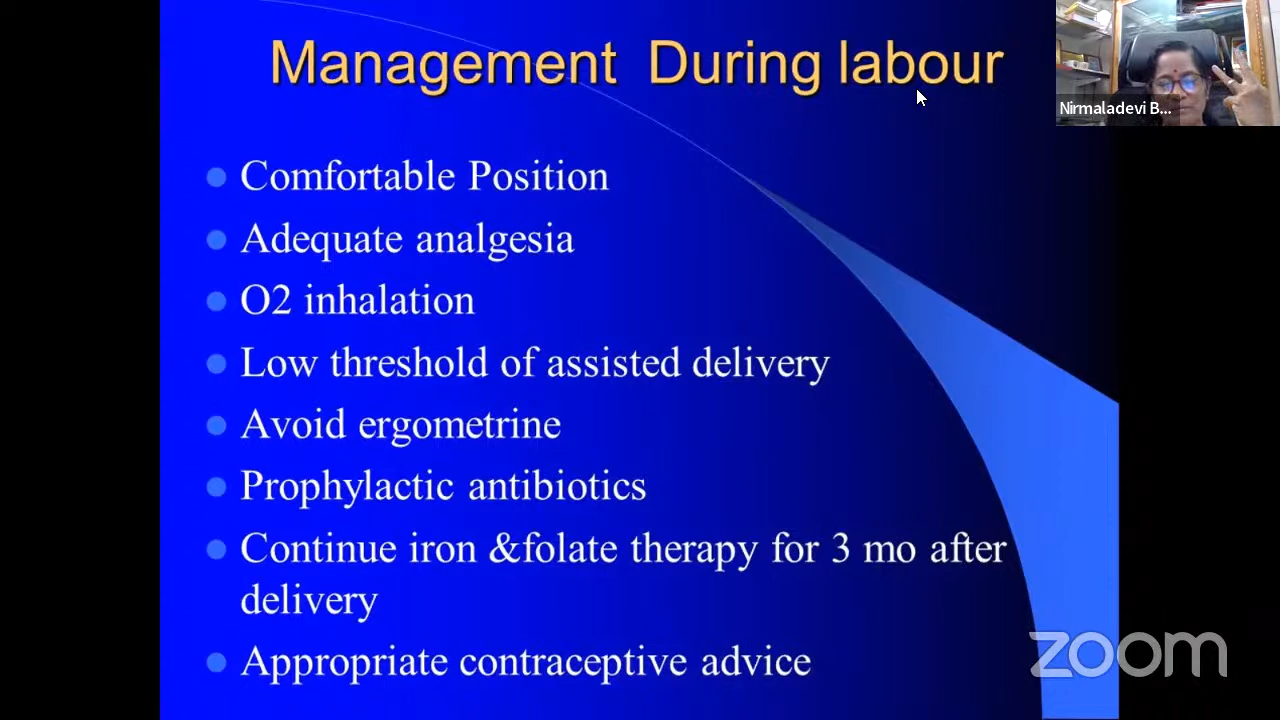 Management During labour
Nirmaladevi B...
Comfortable Position
Adequate analgesia
O2 inhalation
Low threshold of assisted delivery
Avoid ergometrine
Prophylactic antibiotics
Continue iron &folate therapy for 3 mo after
delivery
Appropriate contraceptive advice
zoom